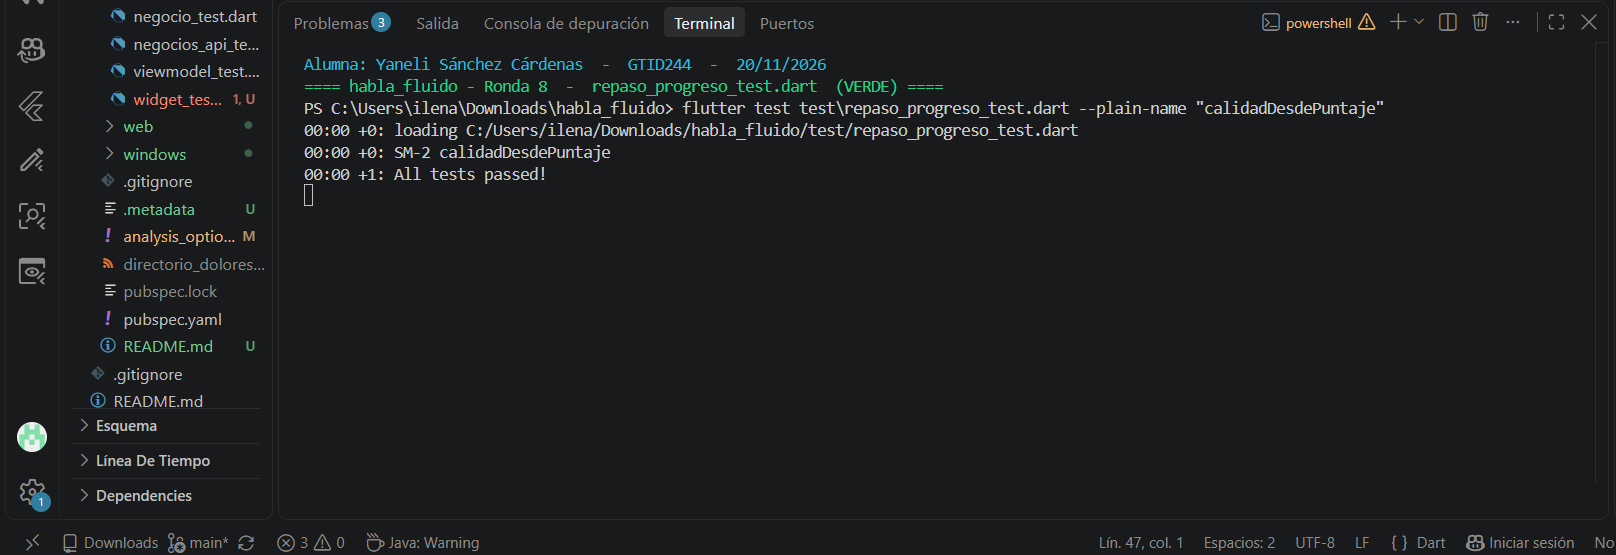 negocio_test.dart
negocios_api_te...
viewmodel_test....
widget_tes... 1, U
web
windows
.gitignore
.metadata U
analysis_optio... M
directorio_dolores...
pubspec.lock
pubspec.yaml
README.md U
.gitignore
README.md
Esquema
Línea De Tiempo
Dependencies
1
Problemas 3 Salida Consola de depuración Terminal Puertos
powershell
Alumna: Yaneli Sánchez Cárdenas - GTID244 - 20/11/2026
==== habla_fluido - Ronda 8 - repaso_progreso_test.dart (VERDE) ====
PS C:\Users\ilena\Downloads\habla_fluido> flutter test test\repaso_progreso_test.dart --plain-name "calidadDesdePuntaje"
00:00 +0: loading C:/Users/ilena/Downloads/habla_fluido/test/repaso_progreso_test.dart
00:00 +0: SM-2 calidadDesdePuntaje
00:00 +1: All tests passed!
Downloads main* 3 0 Java: Warning Lín. 47, col. 1 Espacios: 2 UTF-8 LF { } Dart Iniciar sesión No